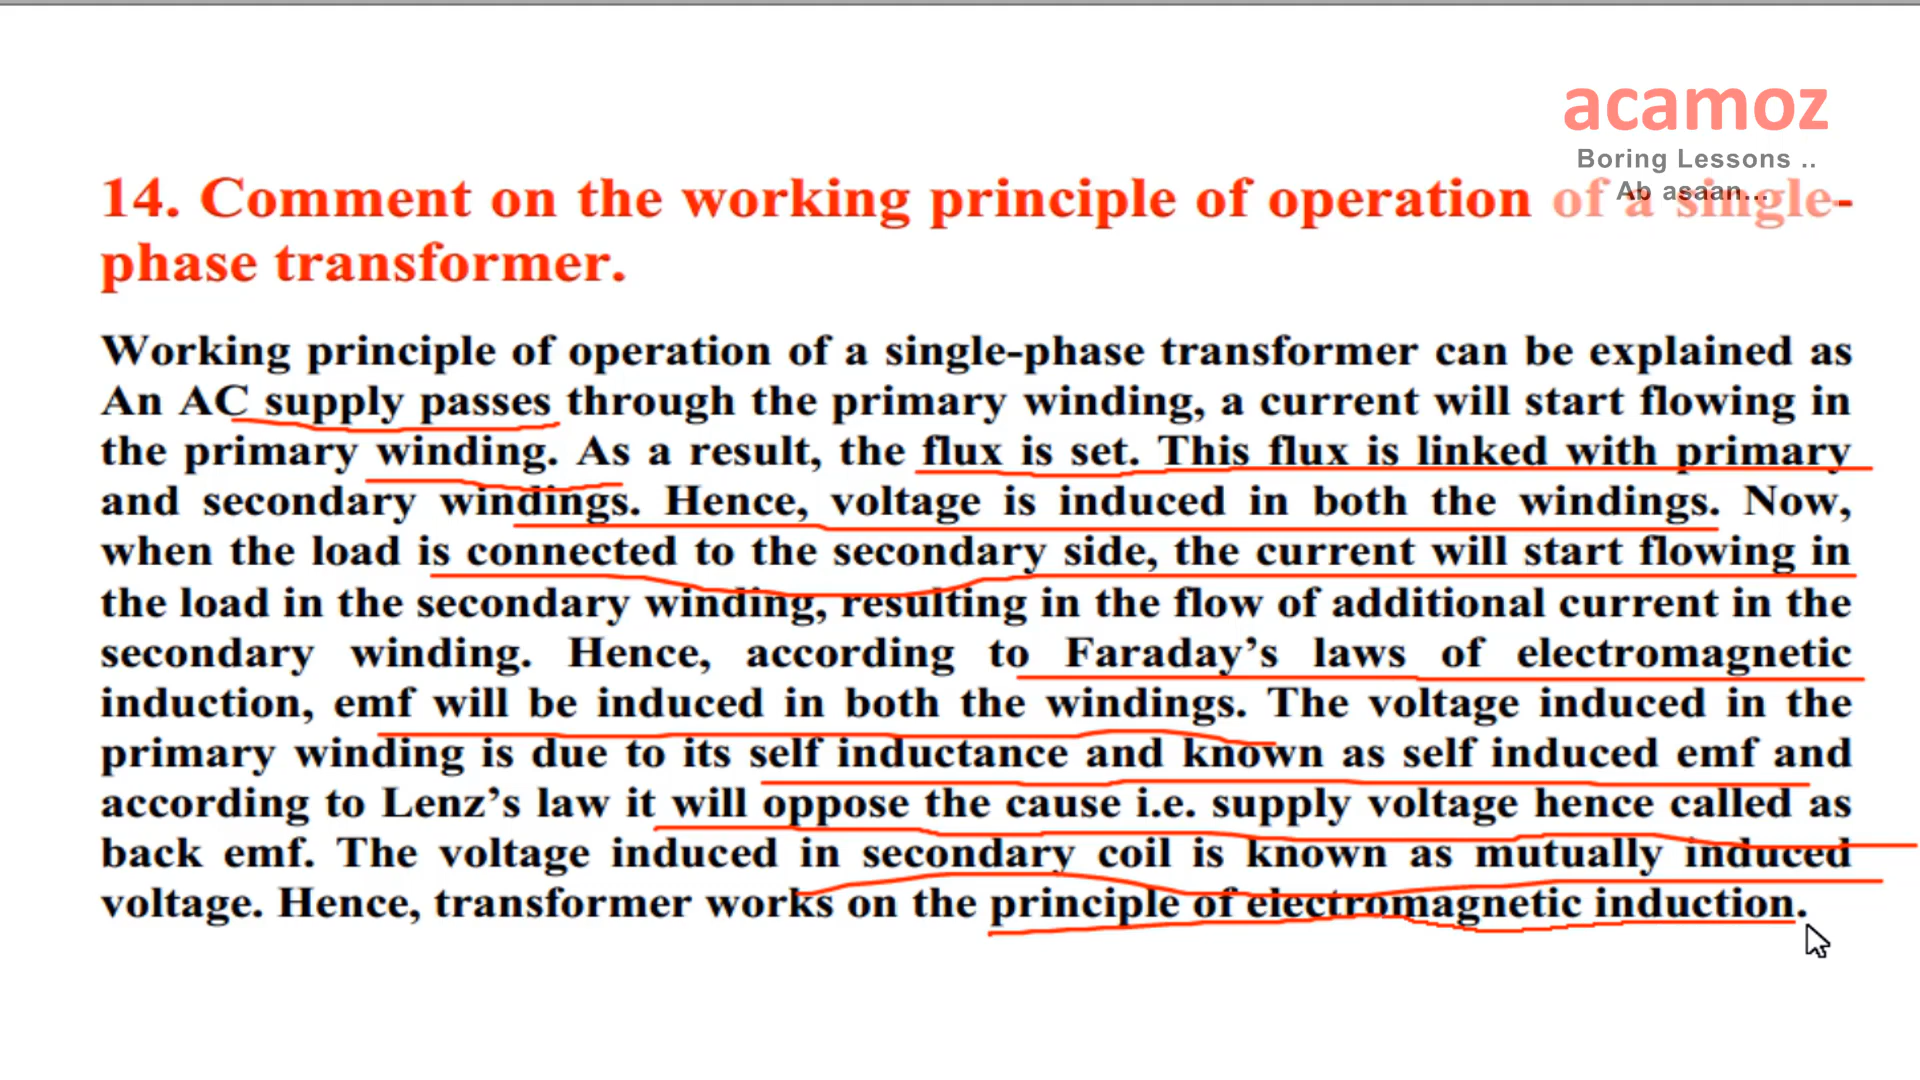 acamoz
Boring Lessons ..
Ab asaan...
14. Comment on the working principle of operation of a single-
phase transformer.
Working principle of operation of a single-phase transformer can be explained as
An AC supply passes through the primary winding, a current will start flowing in
the primary winding. As a result, the flux is set. This flux is linked with primary
and secondary windings. Hence, voltage is induced in both the windings. Now,
when the load is connected to the secondary side, the current will start flowing in
the load in the secondary winding, resulting in the flow of additional current in the
secondary winding. Hence, according to Faraday’s laws of electromagnetic
induction, emf will be induced in both the windings. The voltage induced in the
primary winding is due to its self inductance and known as self induced emf and
according to Lenz’s law it will oppose the cause i.e. supply voltage hence called as
back emf. The voltage induced in secondary coil is known as mutually induced
voltage. Hence, transformer works on the principle of electromagnetic induction.